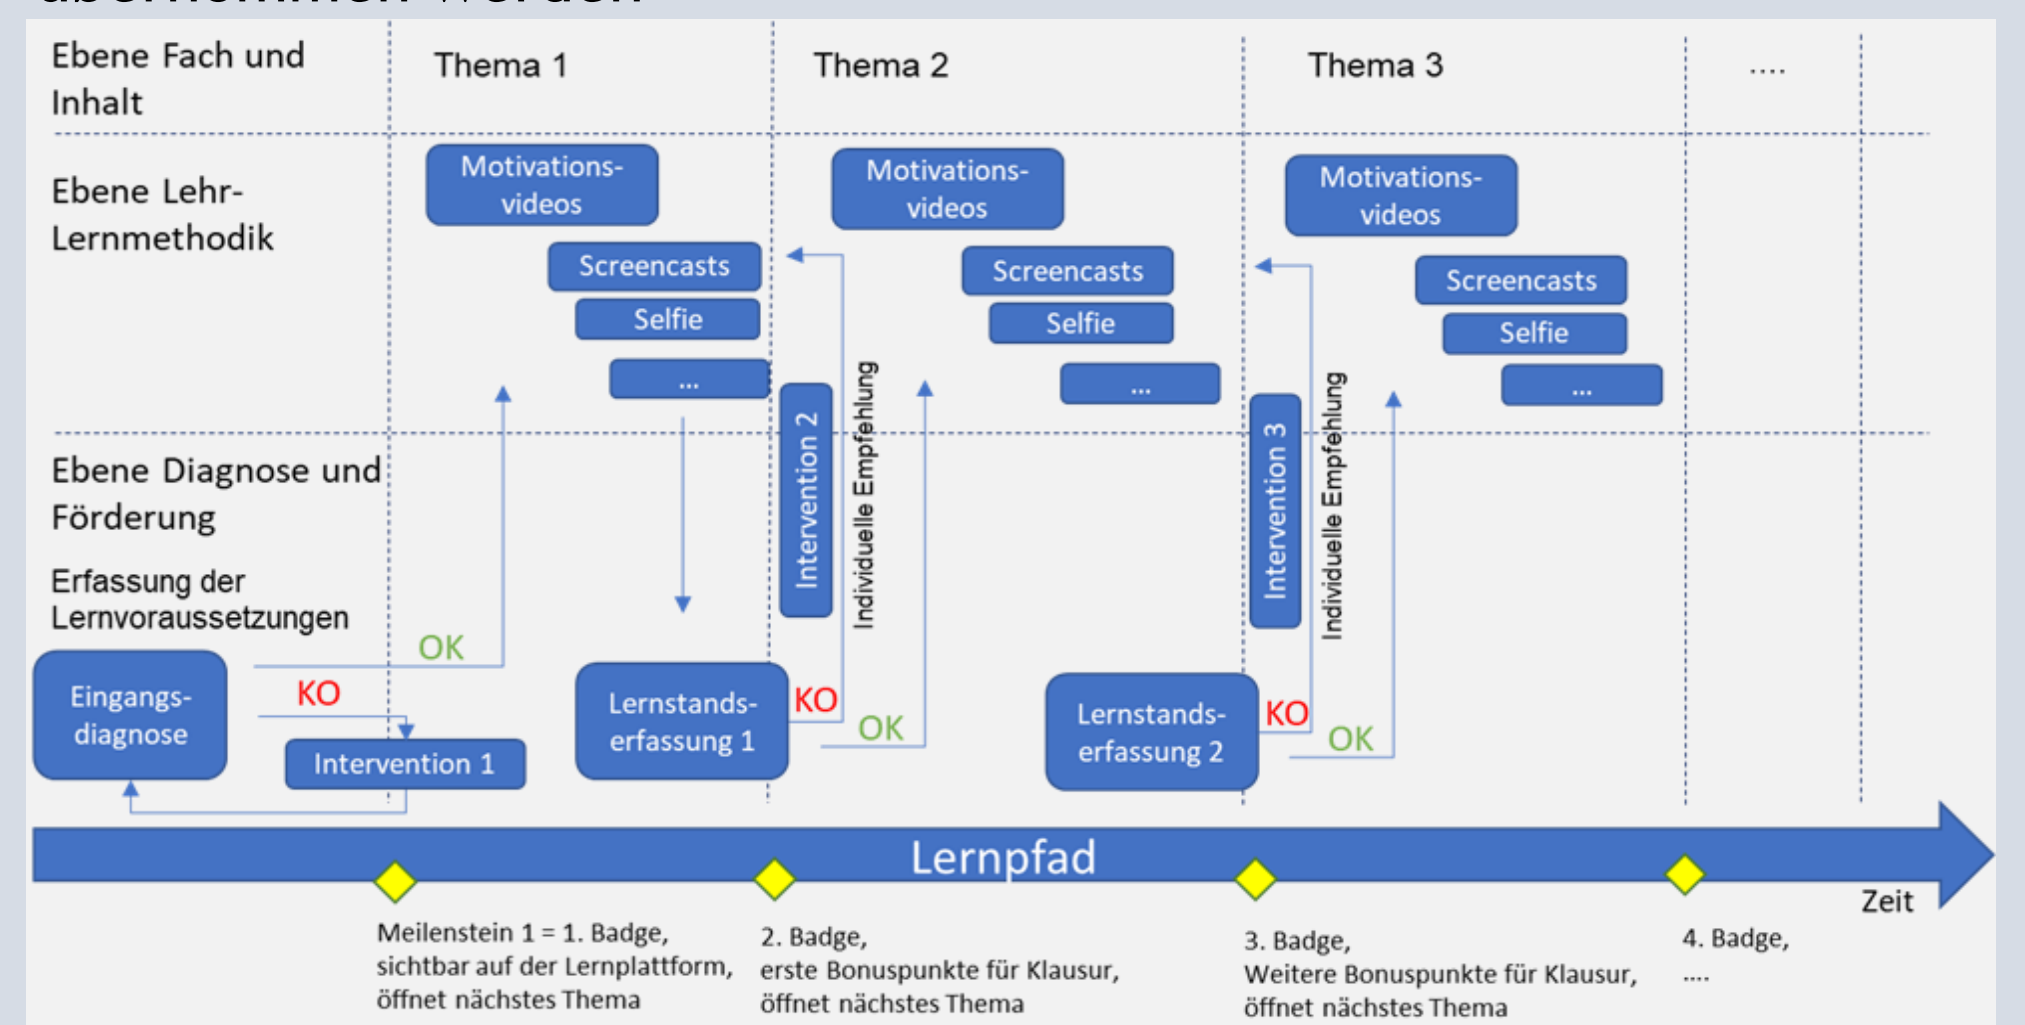 übernommen werden
Ebene Fach und
Inhalt
Thema 1
Thema 2
Thema 3
....
Ebene Lehr-
Lernmethodik
Motivations-
videos
Screencasts
Selfie
...
Motivations-
videos
Screencasts
Selfie
...
Motivations-
videos
Screencasts
Selfie
...
Ebene Diagnose und
Förderung
Erfassung der
Lernvoraussetzungen
Eingangs-
diagnose
OK
KO
Intervention 1
Lernstands-
erfassung 1
KO
OK
Intervention 2
Individuelle Empfehlung
Lernstands-
erfassung 2
KO
OK
Intervention 3
Individuelle Empfehlung
Lernpfad
Zeit
Meilenstein 1 = 1. Badge,
sichtbar auf der Lernplattform,
öffnet nächstes Thema
2. Badge,
erste Bonuspunkte für Klausur,
öffnet nächstes Thema
3. Badge,
Weitere Bonuspunkte für Klausur,
öffnet nächstes Thema
4. Badge,
....